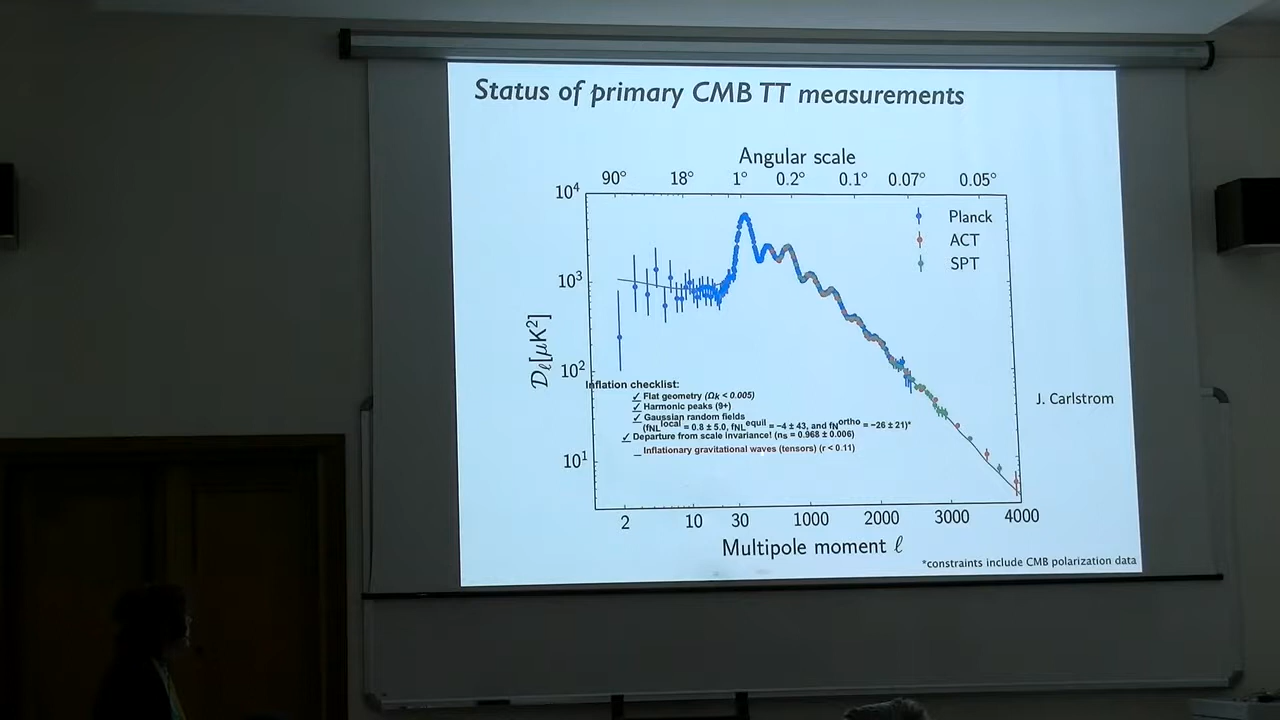 Status of primary CMB TT measurements
Angular scale
90° 18° 1° 0.2° 0.1° 0.07° 0.05°
10⁴
Planck
ACT
SPT
10³
𝒟ℓ[μK²]
10²
Inflation checklist:
✓ Flat geometry (Ωk < 0.005)
✓ Harmonic peaks (9+)
✓ Gaussian random fields
(fNL^local = 0.8 ± 5.0, fNL^equil = −4 ± 43, and fN^ortho = −26 ± 21)*
✓ Departure from scale invariance! (ns = 0.968 ± 0.006)
_ Inflationary gravitational waves (tensors) (r < 0.11)
J. Carlstrom
10¹
2 10 30 1000 2000 3000 4000
Multipole moment ℓ
*constraints include CMB polarization data